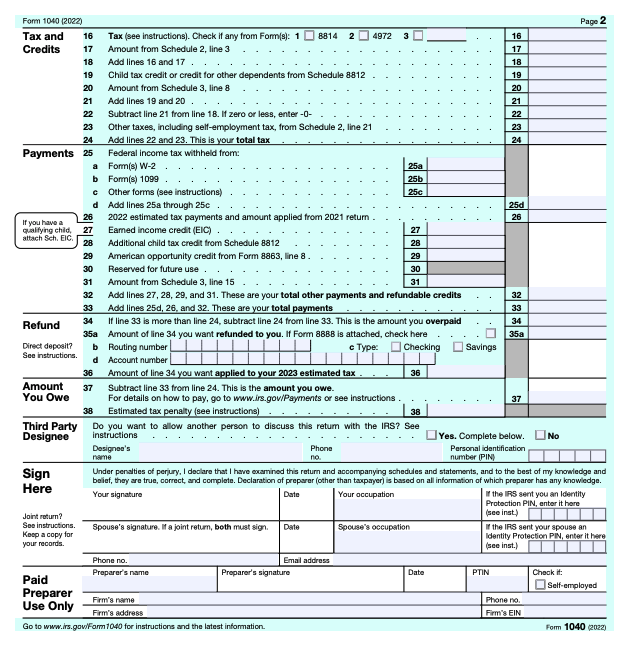 Form 1040 (2022) Page 2
Tax and Credits
16 Tax (see instructions). Check if any from Form(s): 1 8814 2 4972 3 . . 16
17 Amount from Schedule 2, line 3 . . . . . . . . . . . . . . . . . . . . 17
18 Add lines 16 and 17 . . . . . . . . . . . . . . . . . . . . . . . . 18
19 Child tax credit or credit for other dependents from Schedule 8812 . . . . . . . . . . 19
20 Amount from Schedule 3, line 8 . . . . . . . . . . . . . . . . . . . . 20
21 Add lines 19 and 20 . . . . . . . . . . . . . . . . . . . . . . . . 21
22 Subtract line 21 from line 18. If zero or less, enter -0- . . . . . . . . . . . . . . 22
23 Other taxes, including self-employment tax, from Schedule 2, line 21 . . . . . . . . . 23
24 Add lines 22 and 23. This is your total tax . . . . . . . . . . . . . . . . . 24
Payments
25 Federal income tax withheld from:
a Form(s) W-2 . . . . . . . . . . . . . . . . . . 25a
b Form(s) 1099 . . . . . . . . . . . . . . . . . . 25b
c Other forms (see instructions) . . . . . . . . . . . . . 25c
d Add lines 25a through 25c . . . . . . . . . . . . . . . . . . . . . . 25d
If you have a qualifying child, attach Sch. EIC.
26 2022 estimated tax payments and amount applied from 2021 return . . . . . . . . . . 26
27 Earned income credit (EIC) . . . . . . . . . . . . . . 27
28 Additional child tax credit from Schedule 8812 . . . . . . . . 28
29 American opportunity credit from Form 8863, line 8 . . . . . . . 29
30 Reserved for future use . . . . . . . . . . . . . . . 30
31 Amount from Schedule 3, line 15 . . . . . . . . . . . . 31
32 Add lines 27, 28, 29, and 31. These are your total other payments and refundable credits . . 32
33 Add lines 25d, 26, and 32. These are your total payments . . . . . . . . . . . . 33
Refund
34 If line 33 is more than line 24, subtract line 24 from line 33. This is the amount you overpaid . . 34
35a Amount of line 34 you want refunded to you. If Form 8888 is attached, check here . . . . 35a
Direct deposit? See instructions.
b Routing number c Type: Checking Savings
d Account number
36 Amount of line 34 you want applied to your 2023 estimated tax . . . 36
Amount You Owe
37 Subtract line 33 from line 24. This is the amount you owe.
For details on how to pay, go to www.irs.gov/Payments or see instructions . . . . . . . . 37
38 Estimated tax penalty (see instructions) . . . . . . . . . . 38
Third Party Designee
Do you want to allow another person to discuss this return with the IRS? See
instructions . . . . . . . . . . . . . . . . . . . . Yes. Complete below. No
Designee's name Phone no. Personal identification number (PIN)
Sign Here
Under penalties of perjury, I declare that I have examined this return and accompanying schedules and statements, and to the best of my knowledge and
belief, they are true, correct, and complete. Declaration of preparer (other than taxpayer) is based on all information of which preparer has any knowledge.
Joint return? See instructions. Keep a copy for your records.
Your signature Date Your occupation If the IRS sent you an Identity Protection PIN, enter it here (see inst.)
Spouse's signature. If a joint return, both must sign. Date Spouse's occupation If the IRS sent your spouse an Identity Protection PIN, enter it here (see inst.)
Phone no. Email address
Paid Preparer Use Only
Preparer's name Preparer's signature Date PTIN Check if: Self-employed
Firm's name Phone no.
Firm's address Firm's EIN
Go to www.irs.gov/Form1040 for instructions and the latest information. Form 1040 (2022)